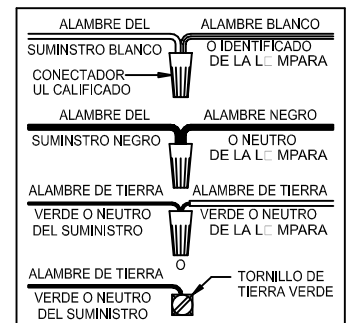 ALAMBRE DEL ALAMBRE BLANCO
SUMINSTRO BLANCO O IDENTIFICADO
DE LA L□ MPARA
CONECTADOR
UL CALIFICADO
ALAMBRE DEL ALAMBRE NEGRO
SUMINSTRO NEGRO O NEUTRO
DE LA L□ MPARA
ALAMBRE DE TIERRA ALAMBRE DE TIERRA
VERDE O NEUTRO VERDE O NEUTRO
DEL SUMINISTRO DE LA L□ MPARA
O
ALAMBRE DE TIERRA TORNILLO DE
TIERRA VERDE
VERDE O NEUTRO
DEL SUMINISTRO